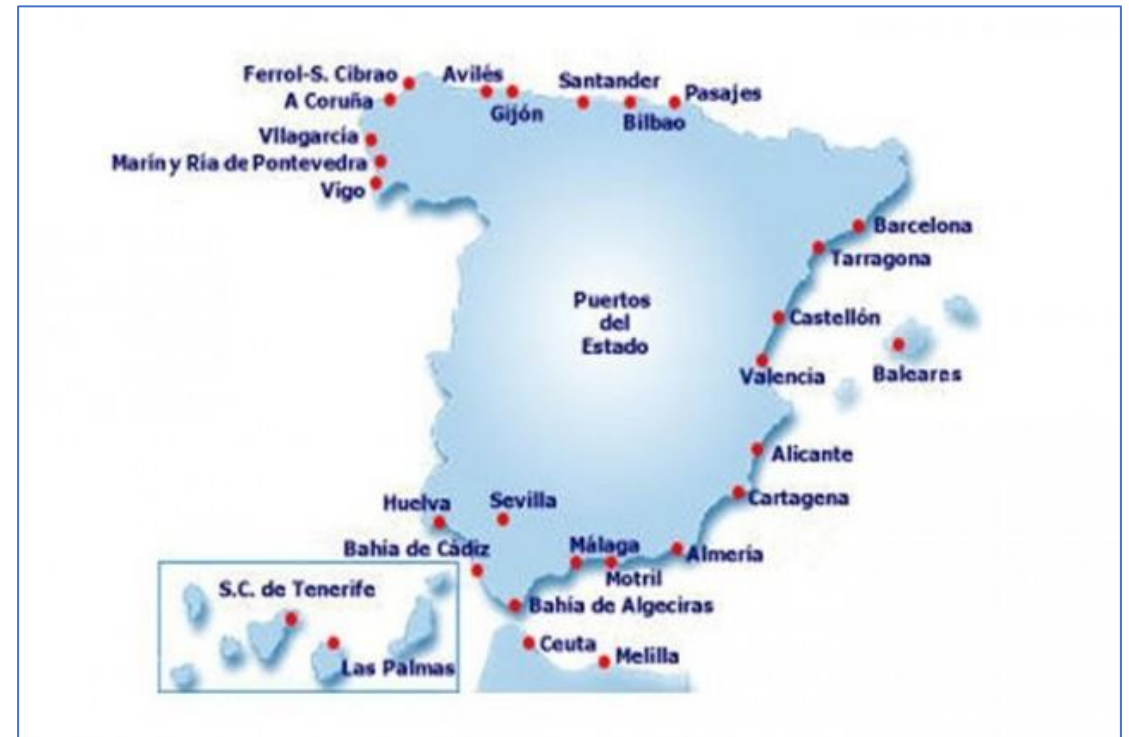 Ferrol-S. Cibrao
Avilés
Santander
Pasajes
A Coruña
Gijón
Bilbao
VIlagarcía
Marín y Ría de Pontevedra
Vigo
Barcelona
Tarragona
Puertos
del
Estado
Castellón
Valencia
Baleares
Alicante
Cartagena
Huelva
Sevilla
Bahía de Cádiz
Málaga
Almería
Motril
S.C. de Tenerife
Bahía de Algeciras
Ceuta
Melilla
Las Palmas